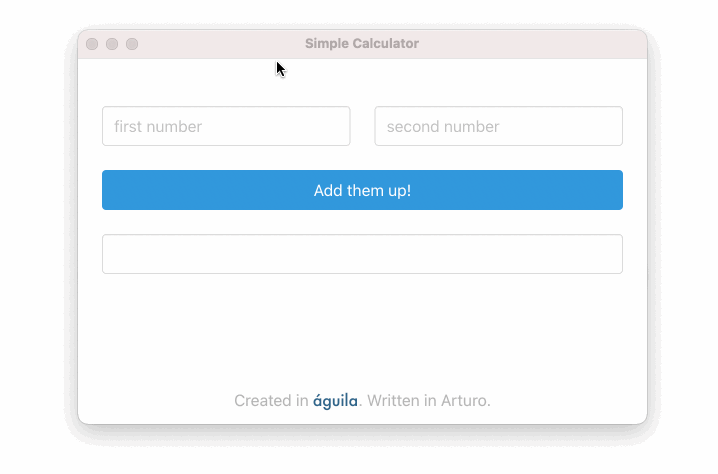 Simple Calculator
first number
second number
Add them up!
Created in águila. Written in Arturo.